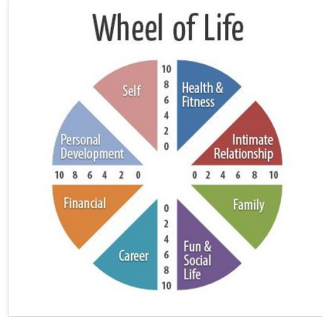 Wheel of Life
Self
Health &
Fitness
Intimate
Relationship
Family
Fun &
Social
Life
Career
Financial
Personal
Development
10
8
6
4
2
0
10 8 6 4 2 0
0 2 4 6 8 10
0
2
4
6
8
10